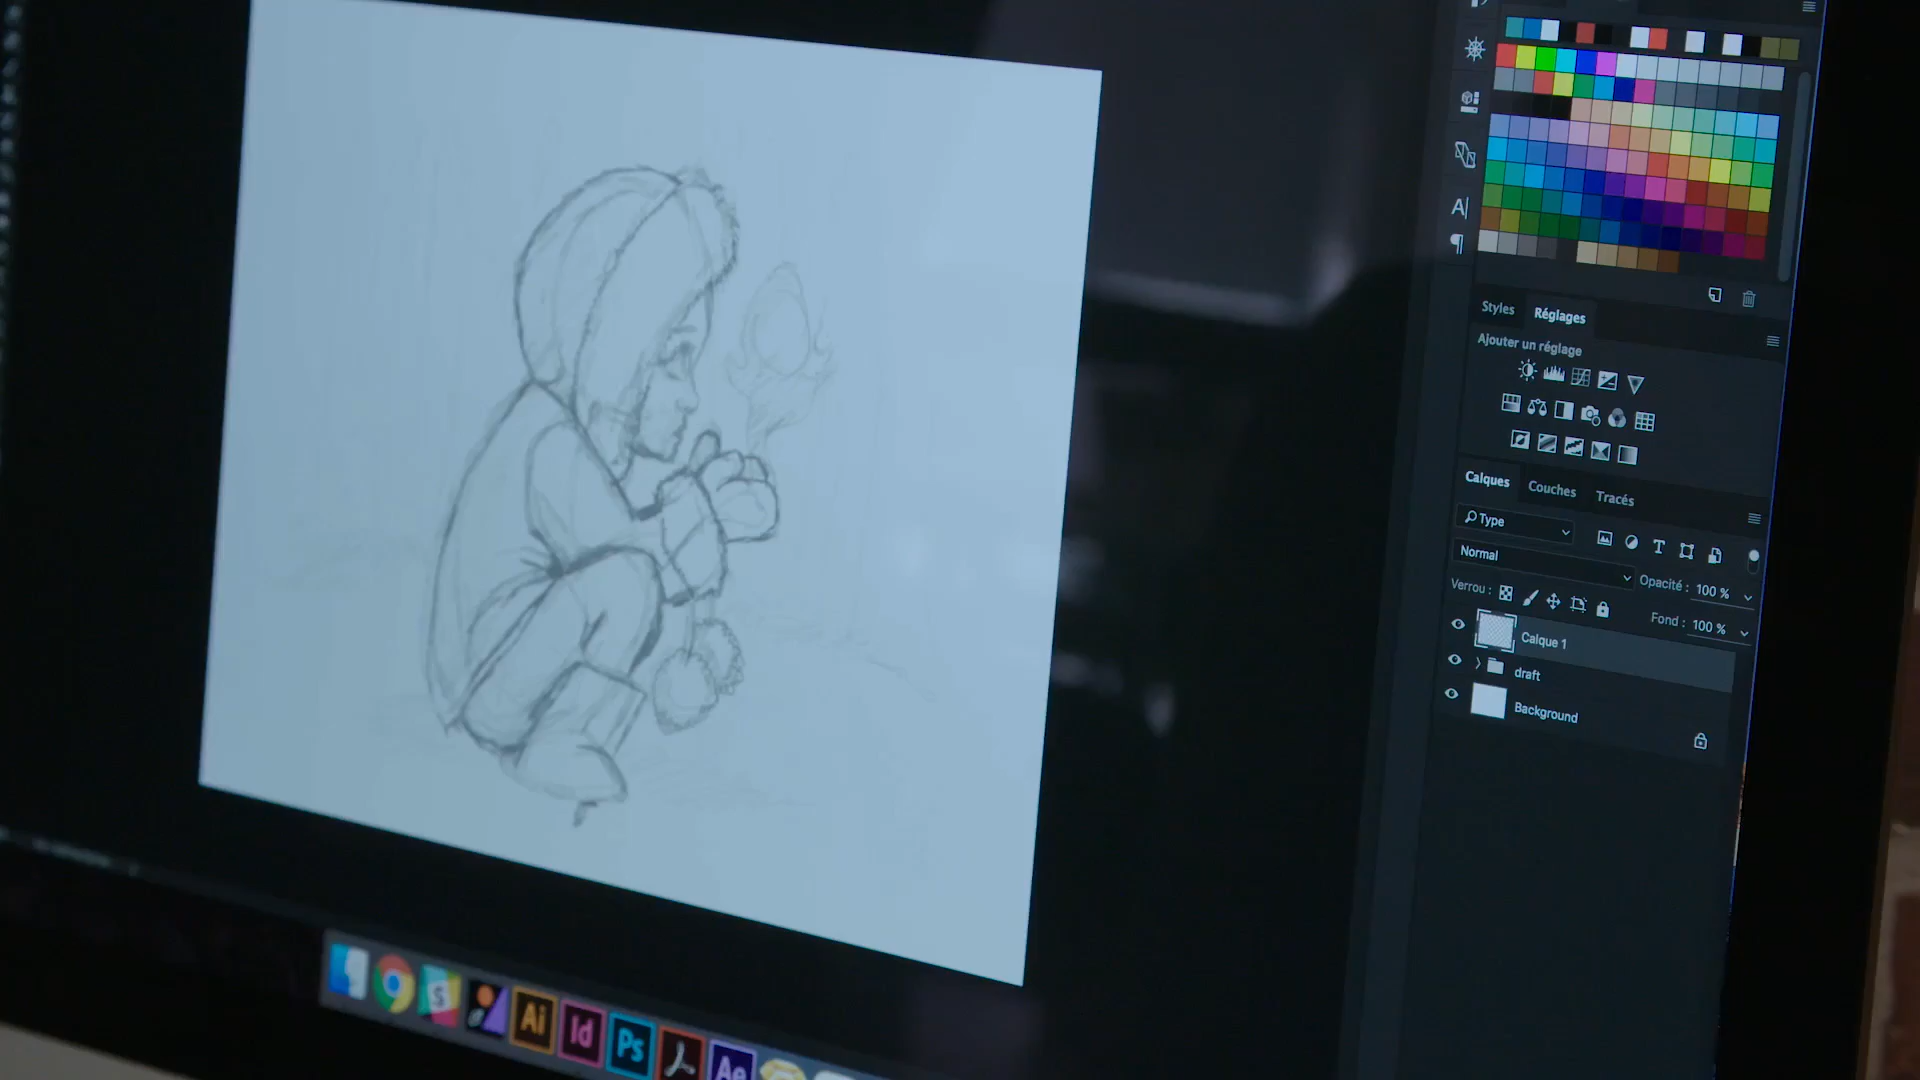 A
Styles Réglages
Ajouter un réglage
Calques Couches Tracés
Type
T
Normal
Opacité : 100 %
Verrou :
Fond : 100 %
Calque 1
draft
Background
S
Ai
Id
Ps
Ae